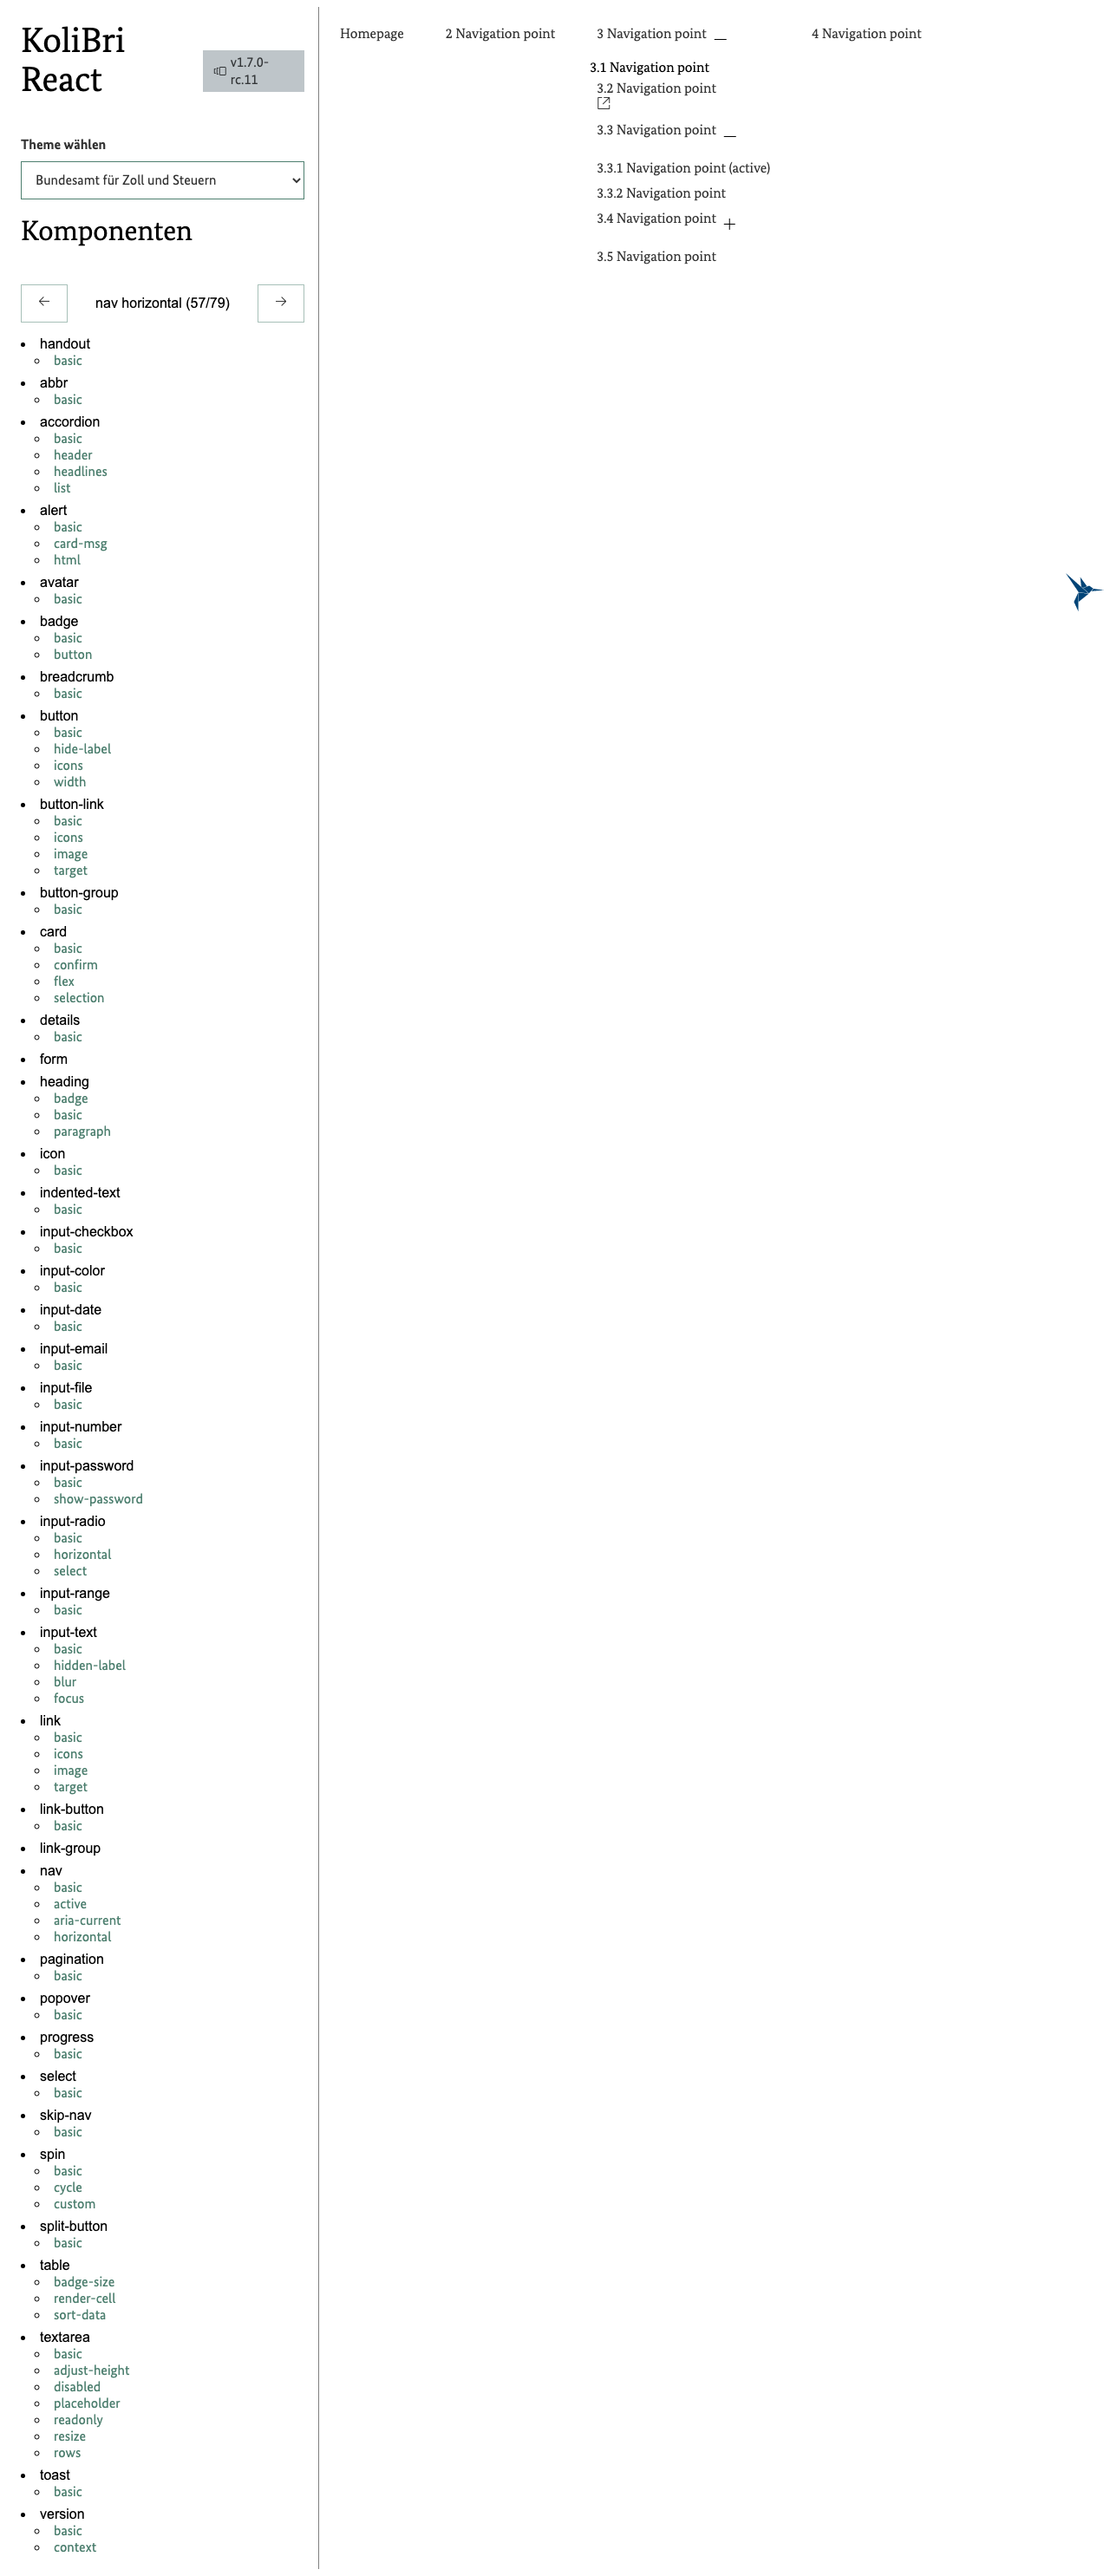 KoliBri
React
v1.7.0-
rc.11
Theme wählen
Bundesamt für Zoll und Steuern
Komponenten
nav horizontal (57/79)
handout
basic
abbr
basic
accordion
basic
header
headlines
list
alert
basic
card-msg
html
avatar
basic
badge
basic
button
breadcrumb
basic
button
basic
hide-label
icons
width
button-link
basic
icons
image
target
button-group
basic
card
basic
confirm
flex
selection
details
basic
form
heading
badge
basic
paragraph
icon
basic
indented-text
basic
input-checkbox
basic
input-color
basic
input-date
basic
input-email
basic
input-file
basic
input-number
basic
input-password
basic
show-password
input-radio
basic
horizontal
select
input-range
basic
input-text
basic
hidden-label
blur
focus
link
basic
icons
image
target
link-button
basic
link-group
nav
basic
active
aria-current
horizontal
pagination
basic
popover
basic
progress
basic
select
basic
skip-nav
basic
spin
basic
cycle
custom
split-button
basic
table
badge-size
render-cell
sort-data
textarea
basic
adjust-height
disabled
placeholder
readonly
resize
rows
toast
basic
version
basic
context
Homepage
2 Navigation point
3 Navigation point
3.1 Navigation point
3.2 Navigation point
3.3 Navigation point
3.3.1 Navigation point (active)
3.3.2 Navigation point
3.4 Navigation point
3.5 Navigation point
4 Navigation point